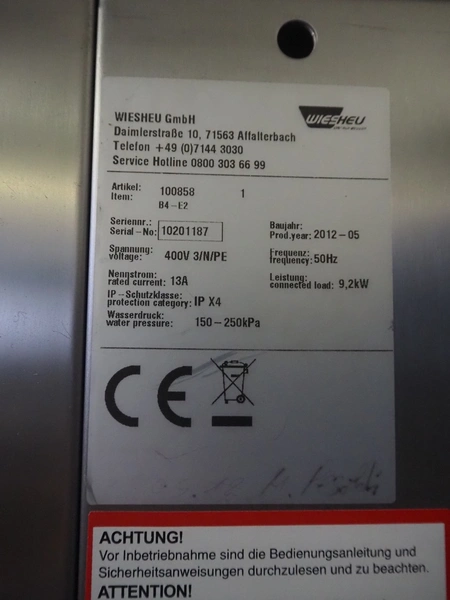 WIESHEU GmbH
Daimlerstraße 10, 71563 Affalterbach
Telefon +49 (0)7144 3030
Service Hotline 0800 303 66 99
WIESHEU
Artikel: 100858 1
Item: B4-E2
Seriennr.:
Serial-No: 10201187
Baujahr:
Prod.year: 2012-05
Spannung:
voltage: 400V 3/N/PE
Frequenz:
frequency: 50Hz
Nennstrom:
rated current: 13A
Leistung:
connected load: 9,2kW
IP-Schutzklasse:
protection category: IP X4
Wasserdruck:
water pressure: 150-250kPa
CE
ACHTUNG!
Vor Inbetriebnahme sind die Bedienungsanleitung und
Sicherheitsanweisungen durchzulesen und zu beachten.
ATTENTION!